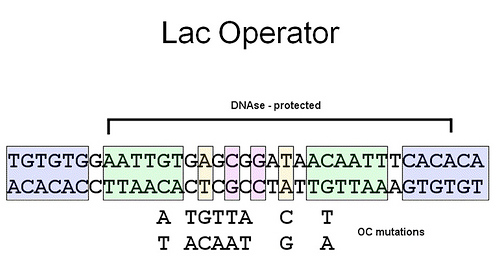 Lac Operator
DNAse - protected
TGTGTGGAATTGTGAGCGGATAACAATTTCACACA
ACACACCTTAACACTCGCCTATTGTTAAAGTGTGT
A TGTTA C T
T ACAAT G A
OC mutations